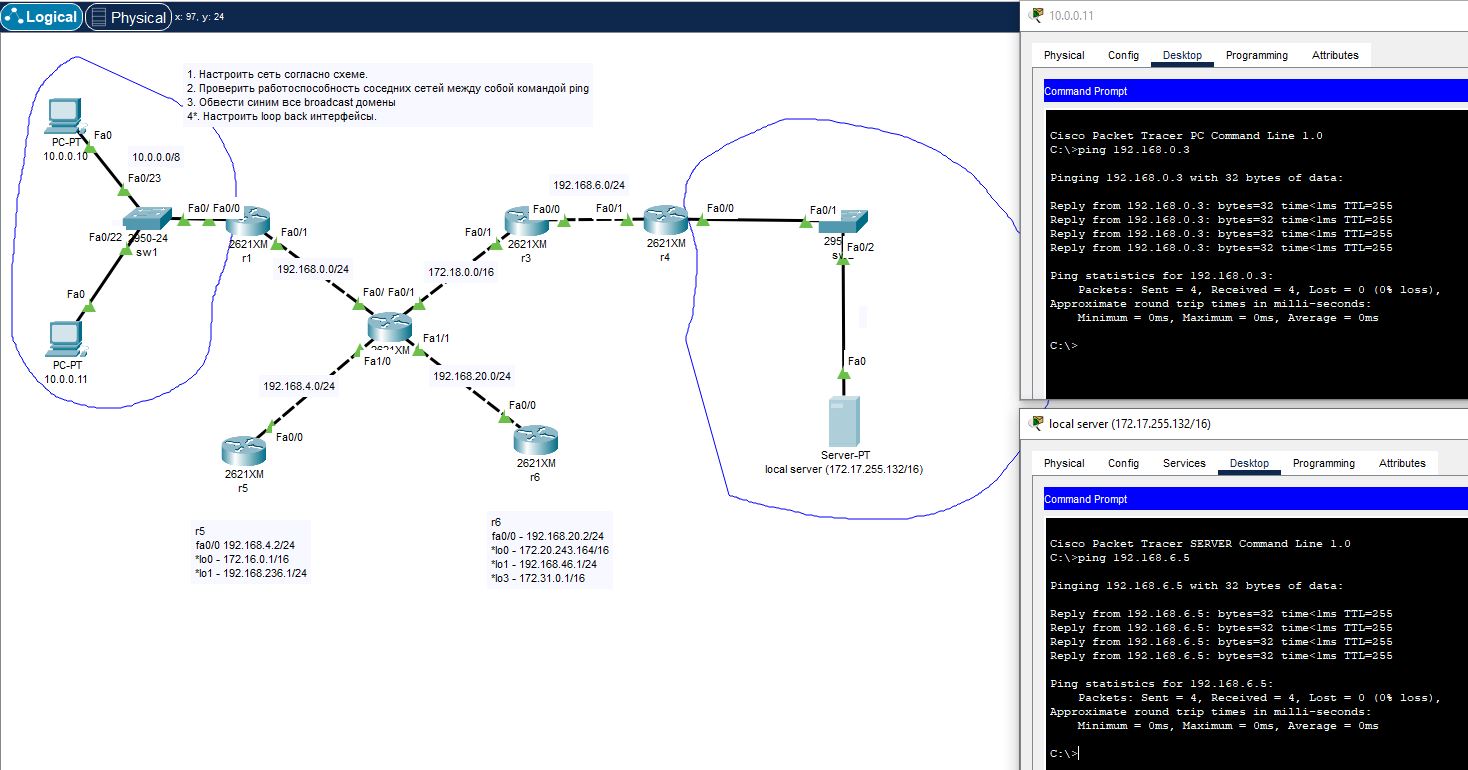 Logical
Physical
x: 97, y: 24
1. Настроить сеть согласно схеме.
2. Проверить работоспособность соседних сетей между собой командой ping
3. Обвести синим все broadcast домены
4*. Настроить loop back интерфейсы.
PC-PT
10.0.0.10
Fa0
10.0.0.0/8
Fa0/23
Fa0/
Fa0/0
Fa0/22
2950-24
sw1
2621XM
r1
Fa0/1
Fa0
PC-PT
10.0.0.11
192.168.0.0/24
Fa0/
Fa0/1
172.18.0.0/16
Fa0/1
Fa0/0
2621XM
r3
192.168.6.0/24
Fa0/1
Fa0/0
2621XM
r4
Fa0/1
295
Fa0/2
2621XM
Fa1/1
Fa1/0
192.168.4.0/24
192.168.20.0/24
Fa0/0
2621XM
r5
Fa0/0
2621XM
r6
Fa0
Server-PT
local server (172.17.255.132/16)
r5
fa0/0 192.168.4.2/24
*lo0 - 172.16.0.1/16
*lo1 - 192.168.236.1/24
r6
fa0/0 - 192.168.20.2/24
*lo0 - 172.20.243.164/16
*lo1 - 192.168.46.1/24
*lo3 - 172.31.0.1/16
10.0.0.11
Physical Config Desktop Programming Attributes
Command Prompt
Cisco Packet Tracer PC Command Line 1.0
C:\>ping 192.168.0.3
Pinging 192.168.0.3 with 32 bytes of data:
Reply from 192.168.0.3: bytes=32 time<1ms TTL=255
Reply from 192.168.0.3: bytes=32 time<1ms TTL=255
Reply from 192.168.0.3: bytes=32 time<1ms TTL=255
Reply from 192.168.0.3: bytes=32 time<1ms TTL=255
Ping statistics for 192.168.0.3:
Packets: Sent = 4, Received = 4, Lost = 0 (0% loss),
Approximate round trip times in milli-seconds:
Minimum = 0ms, Maximum = 0ms, Average = 0ms
C:\>
local server (172.17.255.132/16)
Physical Config Services Desktop Programming Attributes
Command Prompt
Cisco Packet Tracer SERVER Command Line 1.0
C:\>ping 192.168.6.5
Pinging 192.168.6.5 with 32 bytes of data:
Reply from 192.168.6.5: bytes=32 time<1ms TTL=255
Reply from 192.168.6.5: bytes=32 time<1ms TTL=255
Reply from 192.168.6.5: bytes=32 time<1ms TTL=255
Reply from 192.168.6.5: bytes=32 time<1ms TTL=255
Ping statistics for 192.168.6.5:
Packets: Sent = 4, Received = 4, Lost = 0 (0% loss),
Approximate round trip times in milli-seconds:
Minimum = 0ms, Maximum = 0ms, Average = 0ms
C:\>